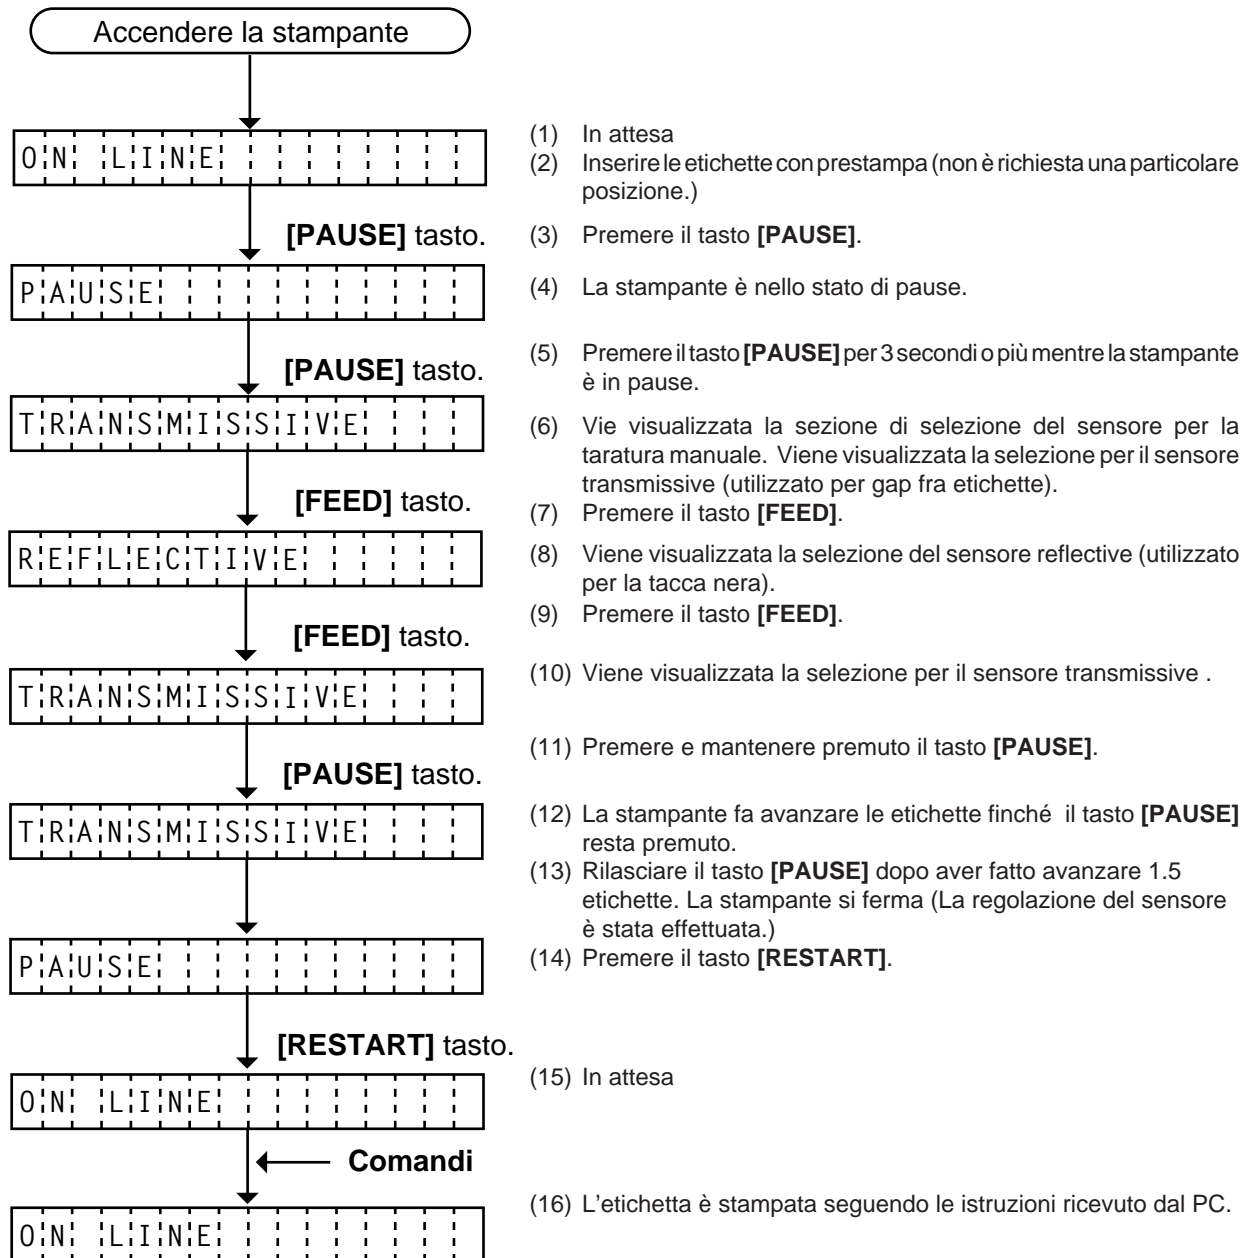 Accendere la stampante
ON LINE
(1) In attesa
(2) Inserire le etichette con prestampa (non è richiesta una particolare
posizione.)
[PAUSE] tasto.
(3) Premere il tasto [PAUSE].
PAUSE
(4) La stampante è nello stato di pause.
[PAUSE] tasto.
(5) Premere il tasto [PAUSE] per 3 secondi o più mentre la stampante
è in pause.
TRANSMISSIVE
(6) Vie visualizzata la sezione di selezione del sensore per la
taratura manuale. Viene visualizzata la selezione per il sensore
transmissive (utilizzato per gap fra etichette).
[FEED] tasto.
(7) Premere il tasto [FEED].
REFLECTIVE
(8) Viene visualizzata la selezione del sensore reflective (utilizzato
per la tacca nera).
(9) Premere il tasto [FEED].
[FEED] tasto.
TRANSMISSIVE
(10) Viene visualizzata la selezione per il sensore transmissive .
(11) Premere e mantenere premuto il tasto [PAUSE].
[PAUSE] tasto.
TRANSMISSIVE
(12) La stampante fa avanzare le etichette finché il tasto [PAUSE]
resta premuto.
(13) Rilasciare il tasto [PAUSE] dopo aver fatto avanzare 1.5
etichette. La stampante si ferma (La regolazione del sensore
è stata effettuata.)
PAUSE
(14) Premere il tasto [RESTART].
[RESTART] tasto.
ON LINE
(15) In attesa
Comandi
ON LINE
(16) L'etichetta è stampata seguendo le istruzioni ricevuto dal PC.